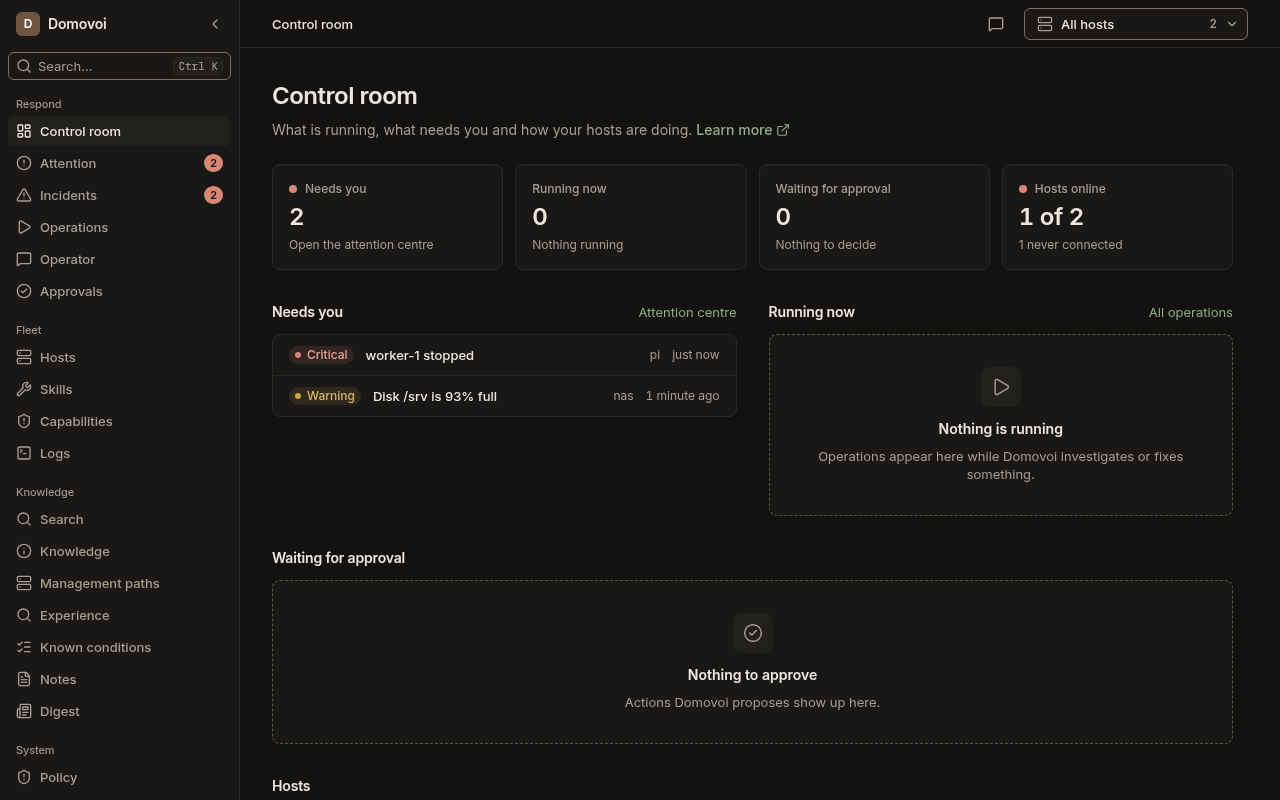 D Domovoi
Search... Ctrl K
Respond
Control room
Attention 2
Incidents 2
Operations
Operator
Approvals
Fleet
Hosts
Skills
Capabilities
Logs
Knowledge
Search
Knowledge
Management paths
Experience
Known conditions
Notes
Digest
System
Policy
Control room
All hosts 2
Control room
What is running, what needs you and how your hosts are doing. Learn more
Needs you
2
Open the attention centre
Running now
0
Nothing running
Waiting for approval
0
Nothing to decide
Hosts online
1 of 2
1 never connected
Needs you Attention centre
Critical worker-1 stopped pi just now
Warning Disk /srv is 93% full nas 1 minute ago
Running now All operations
Nothing is running
Operations appear here while Domovoi investigates or fixes
something.
Waiting for approval
Nothing to approve
Actions Domovoi proposes show up here.
Hosts